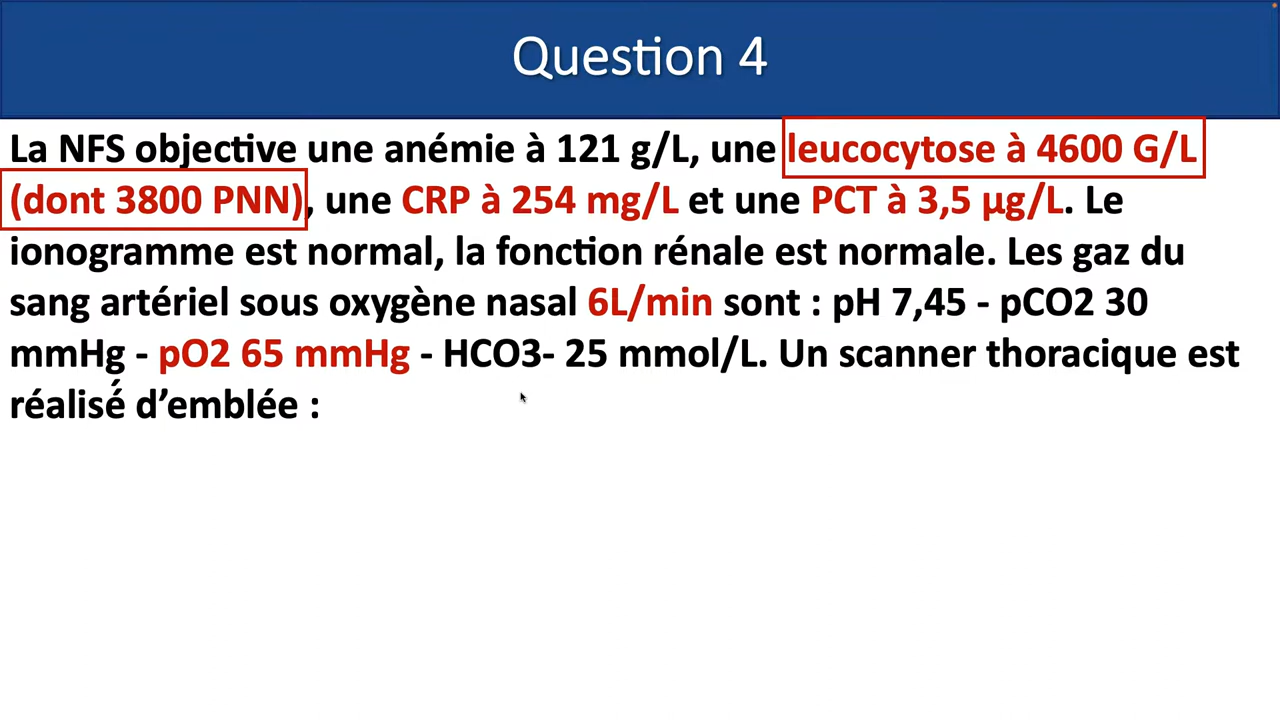 Question 4
La NFS objective une anémie à 121 g/L, une leucocytose à 4600 G/L
(dont 3800 PNN), une CRP à 254 mg/L et une PCT à 3,5 µg/L. Le
ionogramme est normal, la fonction rénale est normale. Les gaz du
sang artériel sous oxygène nasal 6L/min sont : pH 7,45 - pCO2 30
mmHg - pO2 65 mmHg - HCO3- 25 mmol/L. Un scanner thoracique est
réalisé́ d’emblée :